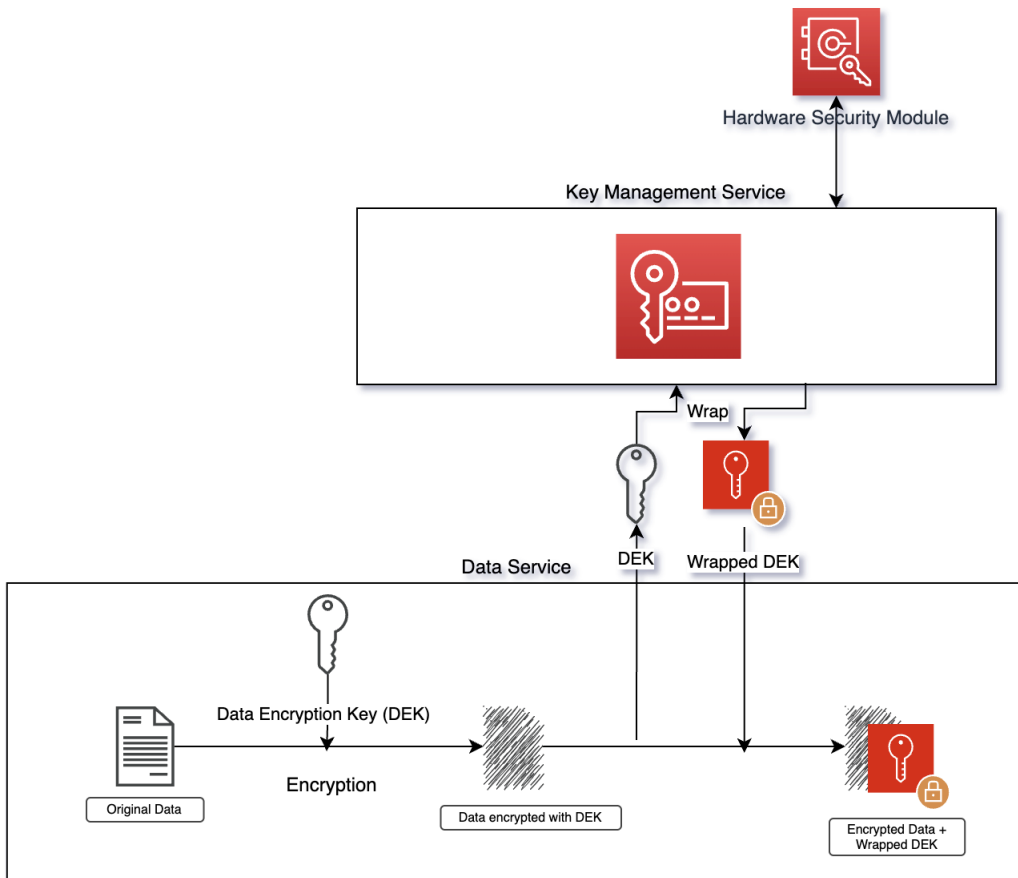 Hardware Security Module
Key Management Service
Wrap
DEK
Wrapped DEK
Data Service
Data Encryption Key (DEK)
Encryption
Original Data
Data encrypted with DEK
Encrypted Data +
Wrapped DEK